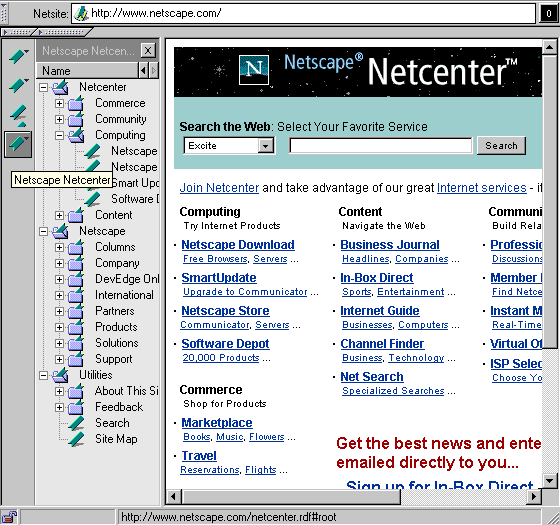 Netsite: http://www.netscape.com/
Netscape Netcen...
Name
Netcenter
Commerce
Community
Computing
Netscape
Netscape
Netscape Netcenter
Smart Upd
Software D
Content
Netscape
Columns
Company
DevEdge Onl
International
Partners
Products
Solutions
Support
Utilities
About This Si
Feedback
Search
Site Map
N Netscape® Netcenter™
Search the Web: Select Your Favorite Service
Excite Search
Join Netcenter and take advantage of our great Internet services - i
Computing
Try Internet Products
Netscape Download
Free Browsers, Servers ...
SmartUpdate
Upgrade to Communicator ...
Netscape Store
Communicator, Servers ...
Software Depot
20,000 Products ...
Commerce
Shop for Products
Marketplace
Books, Music, Flowers ...
Travel
Reservations, Flights ...
Content
Navigate the Web
Business Journal
Headlines, Companies ...
In-Box Direct
Sports, Entertainment ...
Internet Guide
Businesses, Computers ...
Channel Finder
Business, Technology ...
Net Search
Specialized Searches ...
Communi
Build Rela
Professio
Discussions
Member
Find Netce
Instant M
Real-Time
Virtual Of
ISP Selec
Choose Yo
Get the best news and ente
emailed directly to you...
Sign up for In-Box Direct
http://www.netscape.com/netcenter.rdf#root